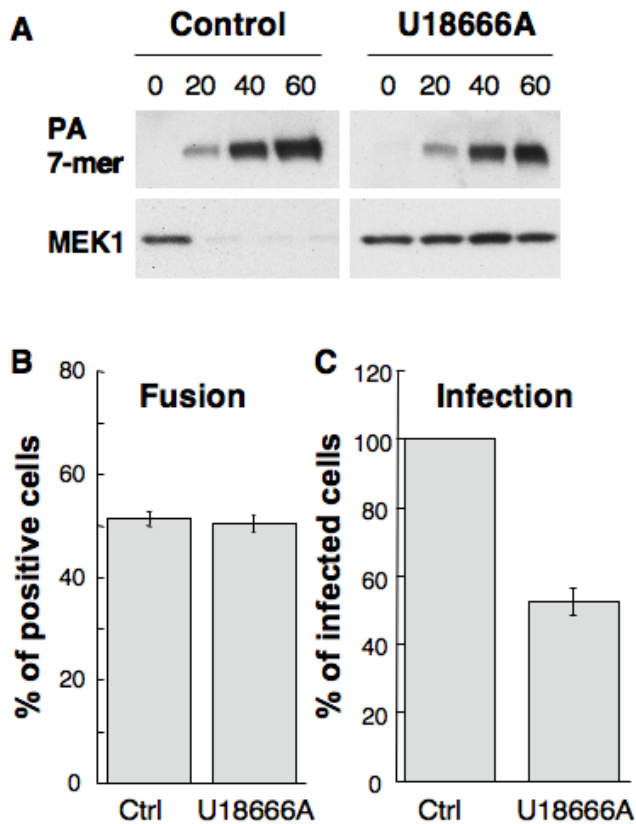 A
Control U18666A
0 20 40 60 0 20 40 60
PA
7-mer
MEK1
B
Fusion
% of positive cells
80
60
40
20
0
Ctrl U18666A
C
Infection
% of infected cells
120
100
80
60
40
20
0
Ctrl U18666A